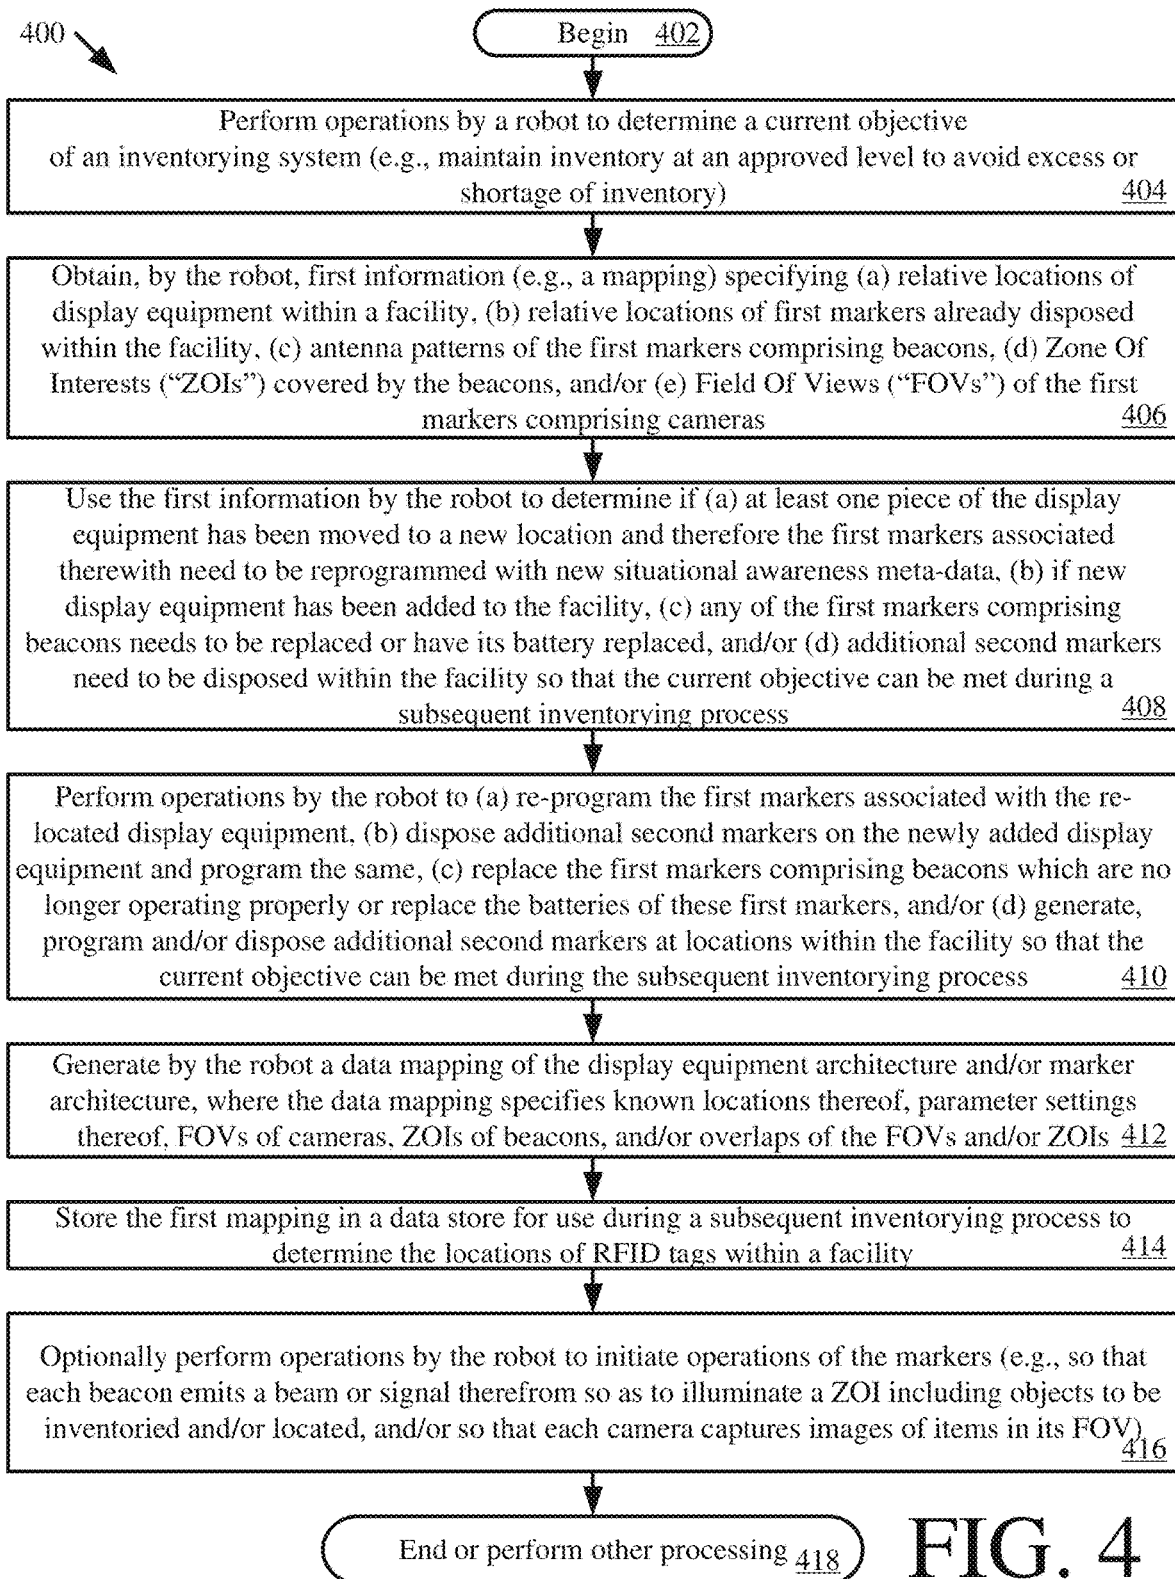 400
Begin 402
Perform operations by a robot to determine a current objective
of an inventorying system (e.g., maintain inventory at an approved level to avoid excess or
shortage of inventory)
404
Obtain, by the robot, first information (e.g., a mapping) specifying (a) relative locations of
display equipment within a facility, (b) relative locations of first markers already disposed
within the facility, (c) antenna patterns of the first markers comprising beacons, (d) Zone Of
Interests (“ZOIs”) covered by the beacons, and/or (e) Field Of Views (“FOVs”) of the first
markers comprising cameras
406
Use the first information by the robot to determine if (a) at least one piece of the display
equipment has been moved to a new location and therefore the first markers associated
therewith need to be reprogrammed with new situational awareness meta-data, (b) if new
display equipment has been added to the facility, (c) any of the first markers comprising
beacons needs to be replaced or have its battery replaced, and/or (d) additional second markers
need to be disposed within the facility so that the current objective can be met during a
subsequent inventorying process
408
Perform operations by the robot to (a) re-program the first markers associated with the re-
located display equipment, (b) dispose additional second markers on the newly added display
equipment and program the same, (c) replace the first markers comprising beacons which are no
longer operating properly or replace the batteries of these first markers, and/or (d) generate,
program and/or dispose additional second markers at locations within the facility so that the
current objective can be met during the subsequent inventorying process
410
Generate by the robot a data mapping of the display equipment architecture and/or marker
architecture, where the data mapping specifies known locations thereof, parameter settings
thereof, FOVs of cameras, ZOIs of beacons, and/or overlaps of the FOVs and/or ZOIs 412
Store the first mapping in a data store for use during a subsequent inventorying process to
determine the locations of RFID tags within a facility
414
Optionally perform operations by the robot to initiate operations of the markers (e.g., so that
each beacon emits a beam or signal therefrom so as to illuminate a ZOI including objects to be
inventoried and/or located, and/or so that each camera captures images of items in its FOV)
416
End or perform other processing 418
FIG. 4